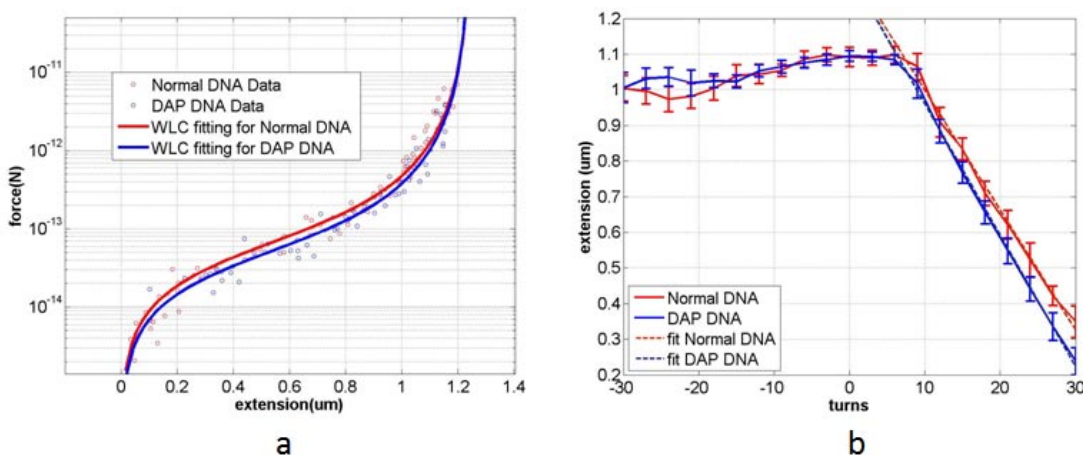 10^-11
10^-12
10^-13
10^-14
force(N)
Normal DNA Data
DAP DNA Data
WLC fitting for Normal DNA
WLC fitting for DAP DNA
0 0.2 0.4 0.6 0.8 1 1.2 1.4
extension(um)
a
1.2
1.1
1
0.9
0.8
0.7
0.6
0.5
0.4
0.3
0.2
extension (um)
Normal DNA
DAP DNA
fit Normal DNA
fit DAP DNA
-30 -20 -10 0 10 20 30
turns
b